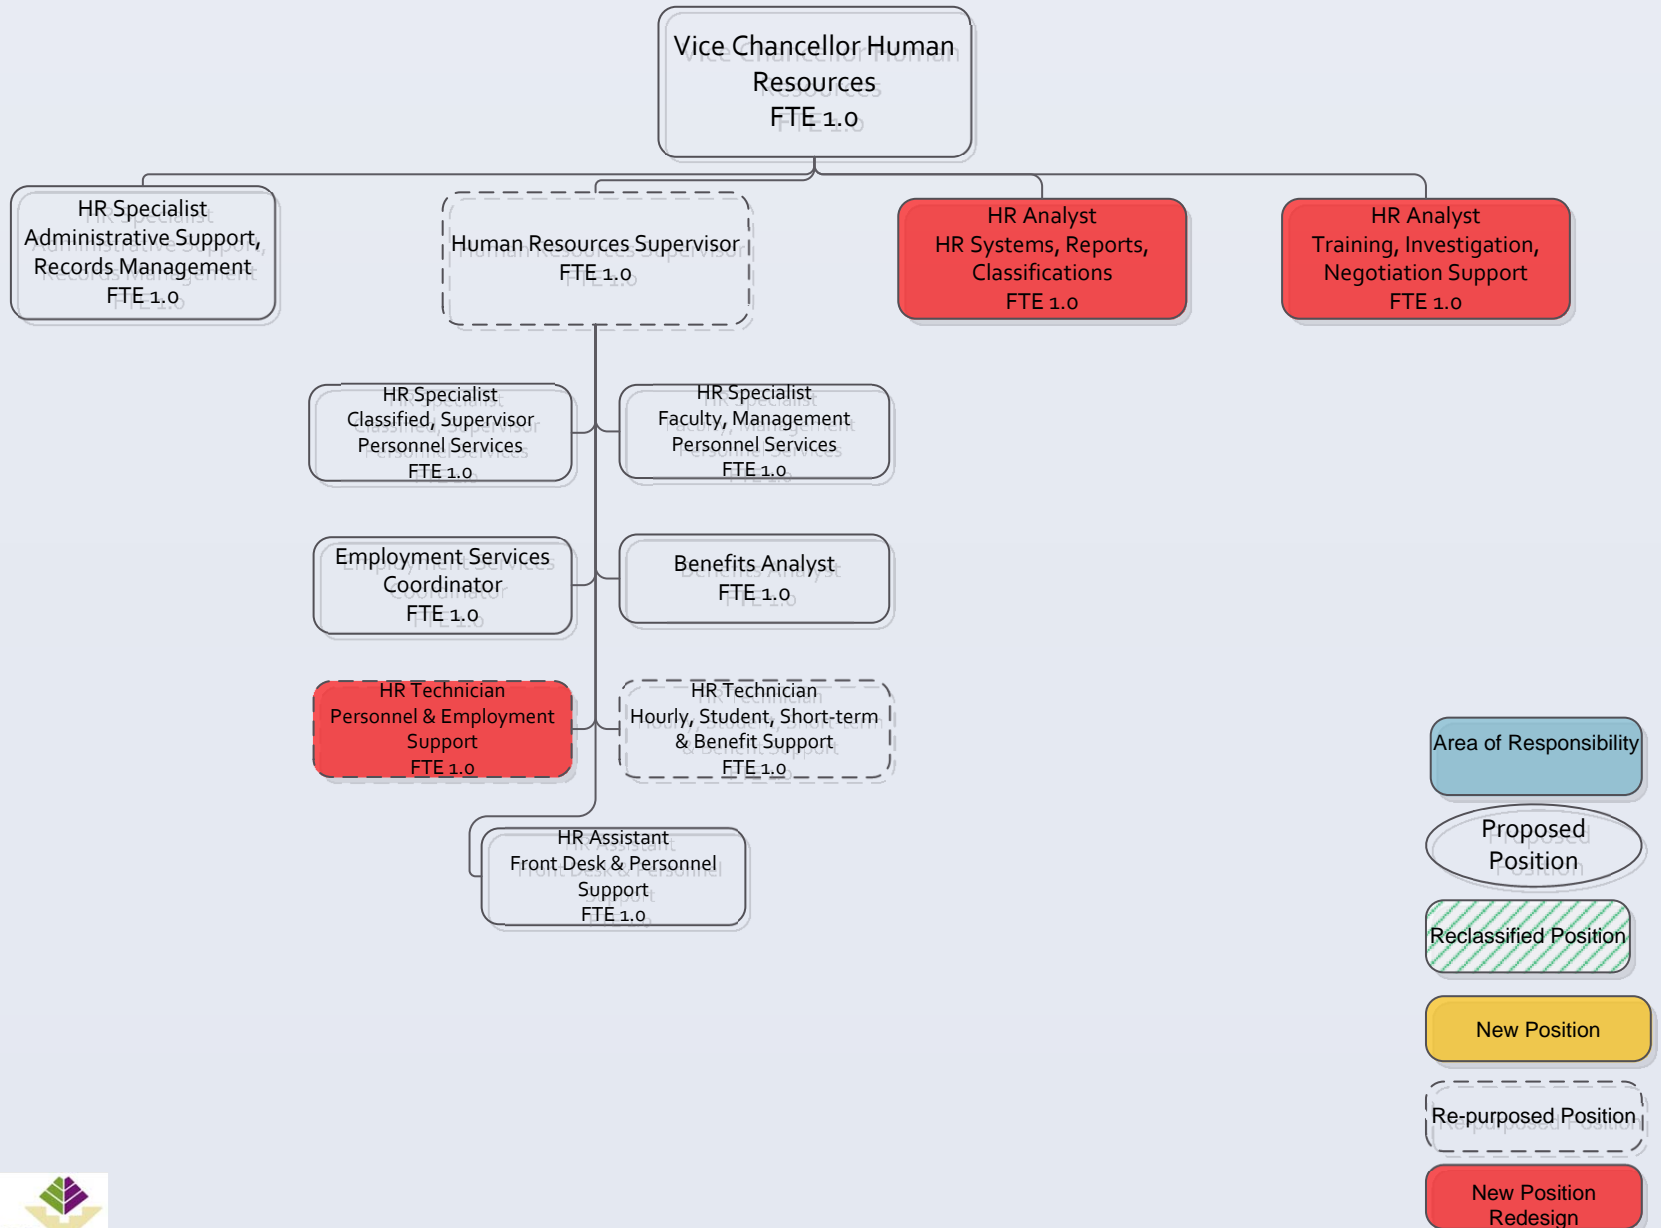 Vice Chancellor Human
Resources
FTE 1.0
HR Specialist
Administrative Support,
Records Management
FTE 1.0
Human Resources Supervisor
FTE 1.0
HR Analyst
HR Systems, Reports,
Classifications
FTE 1.0
HR Analyst
Training, Investigation,
Negotiation Support
FTE 1.0
HR Specialist
Classified, Supervisor
Personnel Services
FTE 1.0
HR Specialist
Faculty, Management
Personnel Services
FTE 1.0
Employment Services
Coordinator
FTE 1.0
Benefits Analyst
FTE 1.0
HR Technician
Personnel & Employment
Support
FTE 1.0
HR Technician
Hourly, Student, Short-term
& Benefit Support
FTE 1.0
HR Assistant
Front Desk & Personnel
Support
FTE 1.0
Area of Responsibility
Proposed
Position
Reclassified Position
New Position
Re-purposed Position
New Position
Redesign